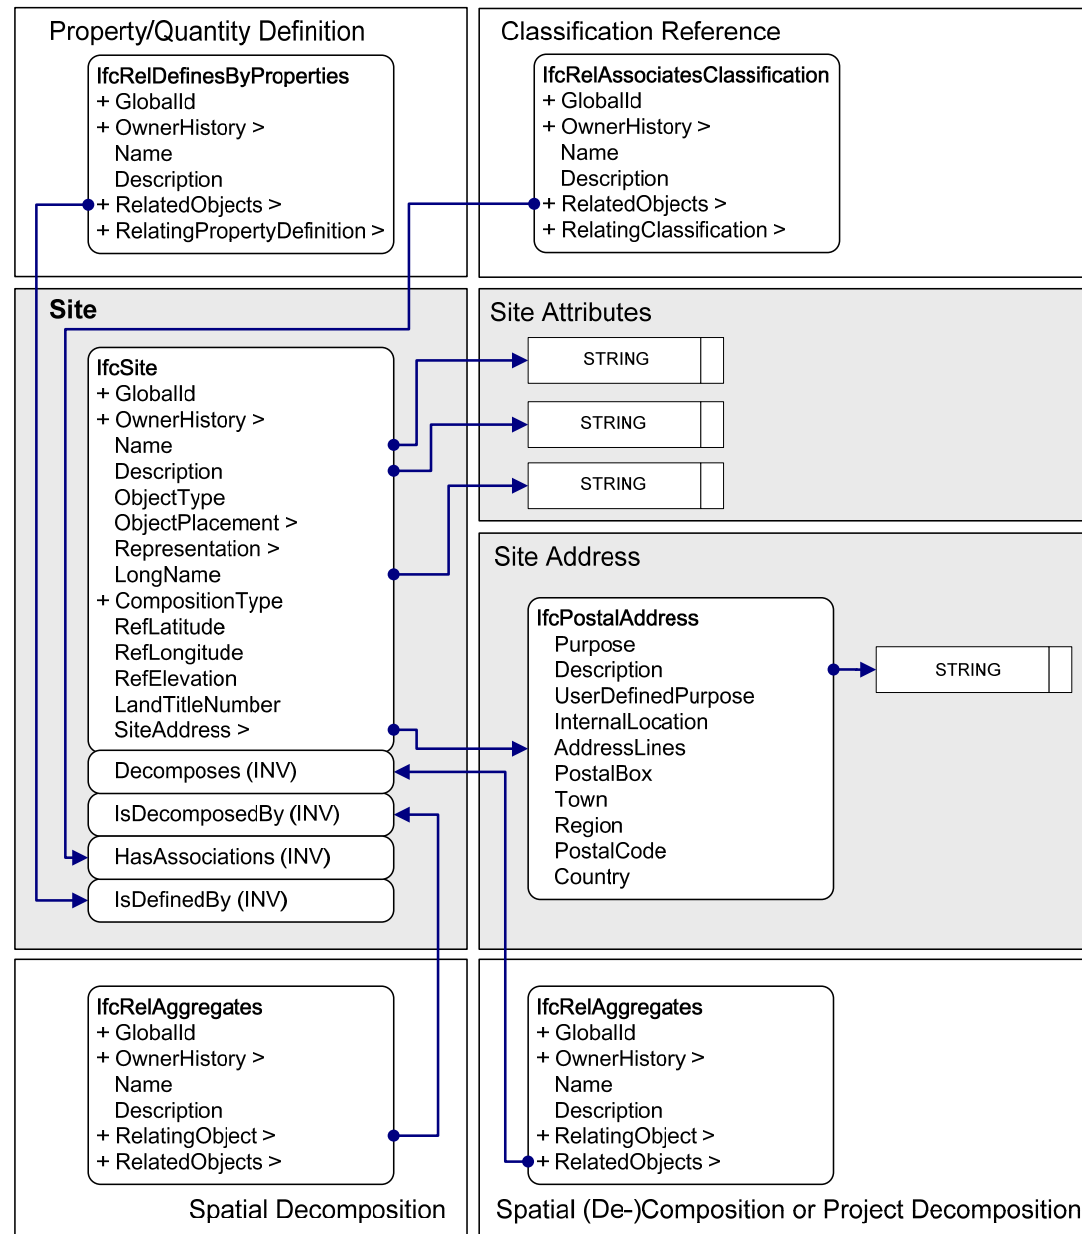 Property/Quantity Definition
IfcRelDefinesByProperties
+ GlobalId
+ OwnerHistory >
Name
Description
+ RelatedObjects >
+ RelatingPropertyDefinition >
Classification Reference
IfcRelAssociatesClassification
+ GlobalId
+ OwnerHistory >
Name
Description
+ RelatedObjects >
+ RelatingClassification >
Site
IfcSite
+ GlobalId
+ OwnerHistory >
Name
Description
ObjectType
ObjectPlacement >
Representation >
LongName
+ CompositionType
RefLatitude
RefLongitude
RefElevation
LandTitleNumber
SiteAddress >
Decomposes (INV)
IsDecomposedBy (INV)
HasAssociations (INV)
IsDefinedBy (INV)
Site Attributes
STRING
STRING
STRING
Site Address
IfcPostalAddress
Purpose
Description
UserDefinedPurpose
InternalLocation
AddressLines
PostalBox
Town
Region
PostalCode
Country
STRING
IfcRelAggregates
+ GlobalId
+ OwnerHistory >
Name
Description
+ RelatingObject >
+ RelatedObjects >
Spatial Decomposition
IfcRelAggregates
+ GlobalId
+ OwnerHistory >
Name
Description
+ RelatingObject >
+ RelatedObjects >
Spatial (De-)Composition or Project Decomposition